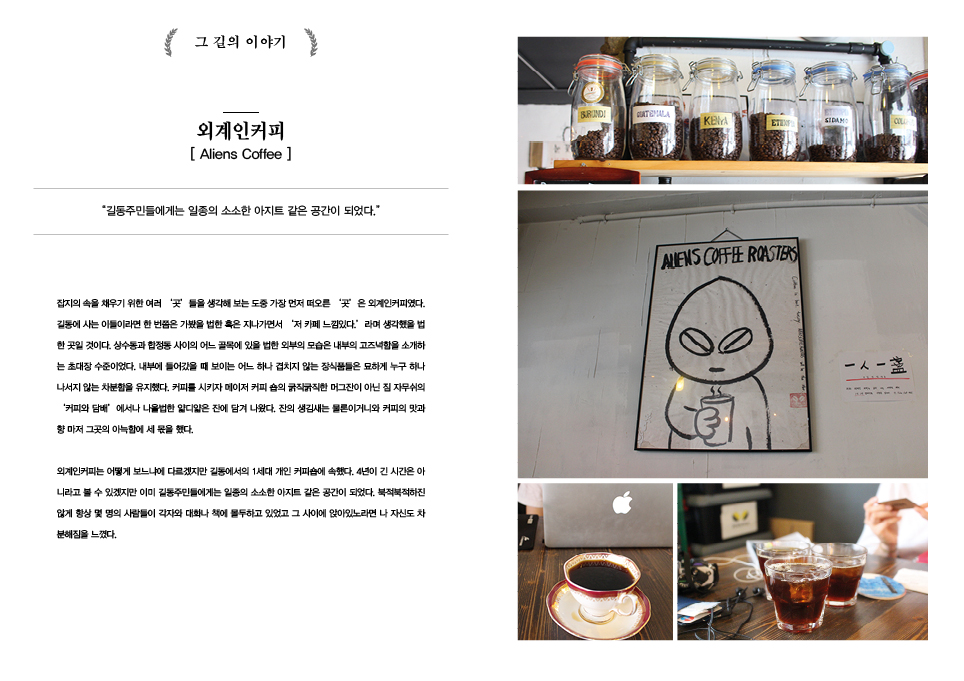 그 길의 이야기
외계인커피
[ Aliens Coffee ]
“길동주민들에게는 일종의 소소한 아지트 같은 공간이 되었다.”
잡지의 속을 채우기 위한 여러 ‘곳’ 들을 생각해 보는 도중 가장 먼저 떠오른 ‘곳’ 은 외계인커피였다.
길동에 사는 이들이라면 한 번쯤은 가봤을 법한 혹은 지나가면서 ‘저 카페 느낌있다.’ 라며 생각했을 법
한 곳일 것이다. 상수동과 합정동 사이의 어느 골목에 있을 법한 외부의 모습은 내부의 고즈넉함을 소개하
는 초대장 수준이었다. 내부에 들어갔을 때 보이는 어느 하나 겹치지 않는 장식품들은 묘하게 누구 하나
나서지 않는 차분함을 유지했다. 커피를 시키자 메이저 커피 숍의 굵직굵직한 머그잔이 아닌 짐 자무쉬의
‘커피와 담배’ 에서나 나올법한 얄디얇은 잔에 담겨 나왔다. 잔의 생김새는 물론이거니와 커피의 맛과
향 마저 그곳의 아늑함에 세 몫을 했다.
외계인커피는 어떻게 보느냐에 다르겠지만 길동에서의 1세대 개인 커피숍에 속했다. 4년이 긴 시간은 아
니라고 볼 수 있겠지만 이미 길동주민들에게는 일종의 소소한 아지트 같은 공간이 되었다. 북적북적하진
않게 항상 몇 명의 사람들이 각자와 대화나 책에 몰두하고 있었고 그 사이에 앉아있노라면 나 자신도 차
분해짐을 느꼈다.
BURUNDI
GUATEMALA
KENYA
ETHIOPIA
SIDAMO
ALIENS COFFEE ROASTERS
一人一盤